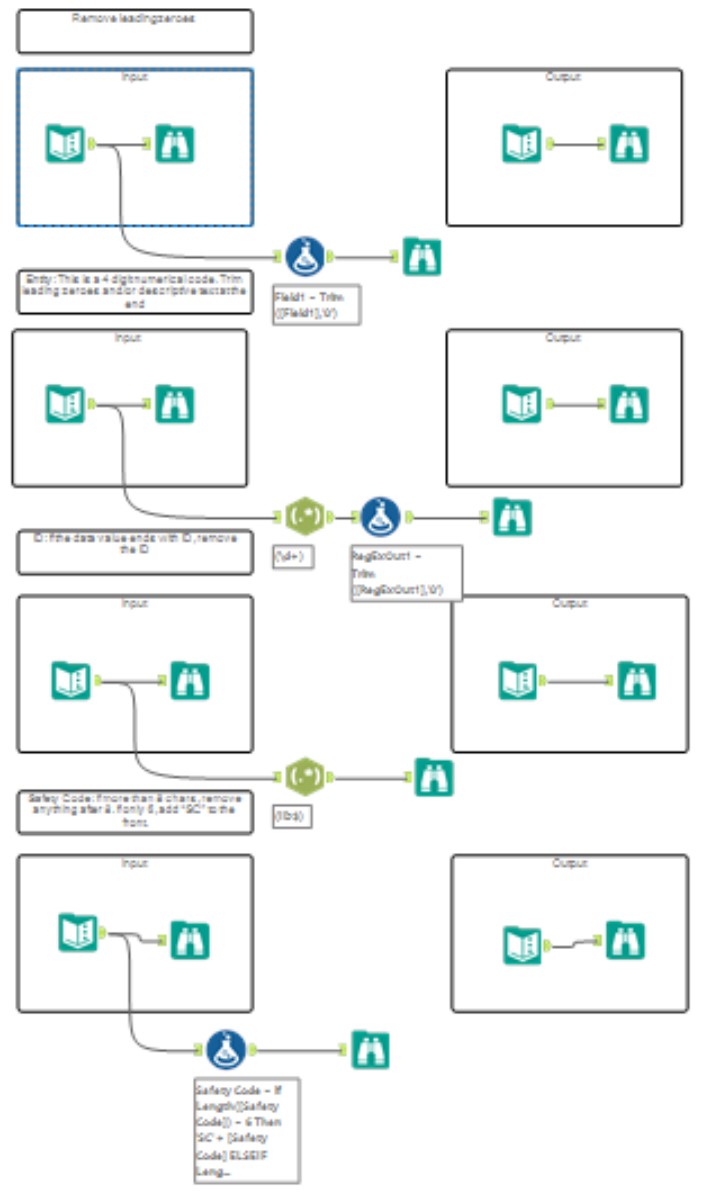 Remove leading zeroes
Input
Output
Entity: This is a 4 digit numerical code. Trim
leading zeroes and/or descriptive text at the
end
Field1 = Trim
([Field1],'0')
Input
Output
(.*)
ID: If the data value ends with ID, remove
the ID
(\d+)
RegExOut1 =
Trim
([RegExOut1],'0')
Input
Output
(.*)
Safety Code: If more than 8 chars, remove
anything after 8. If only 6, add "SC" to the
front.
Input
Output
Safety Code = If
Length([Safety
Code]) = 6 Then
'SC' + [Safety
Code] ELSEIF
Leng...